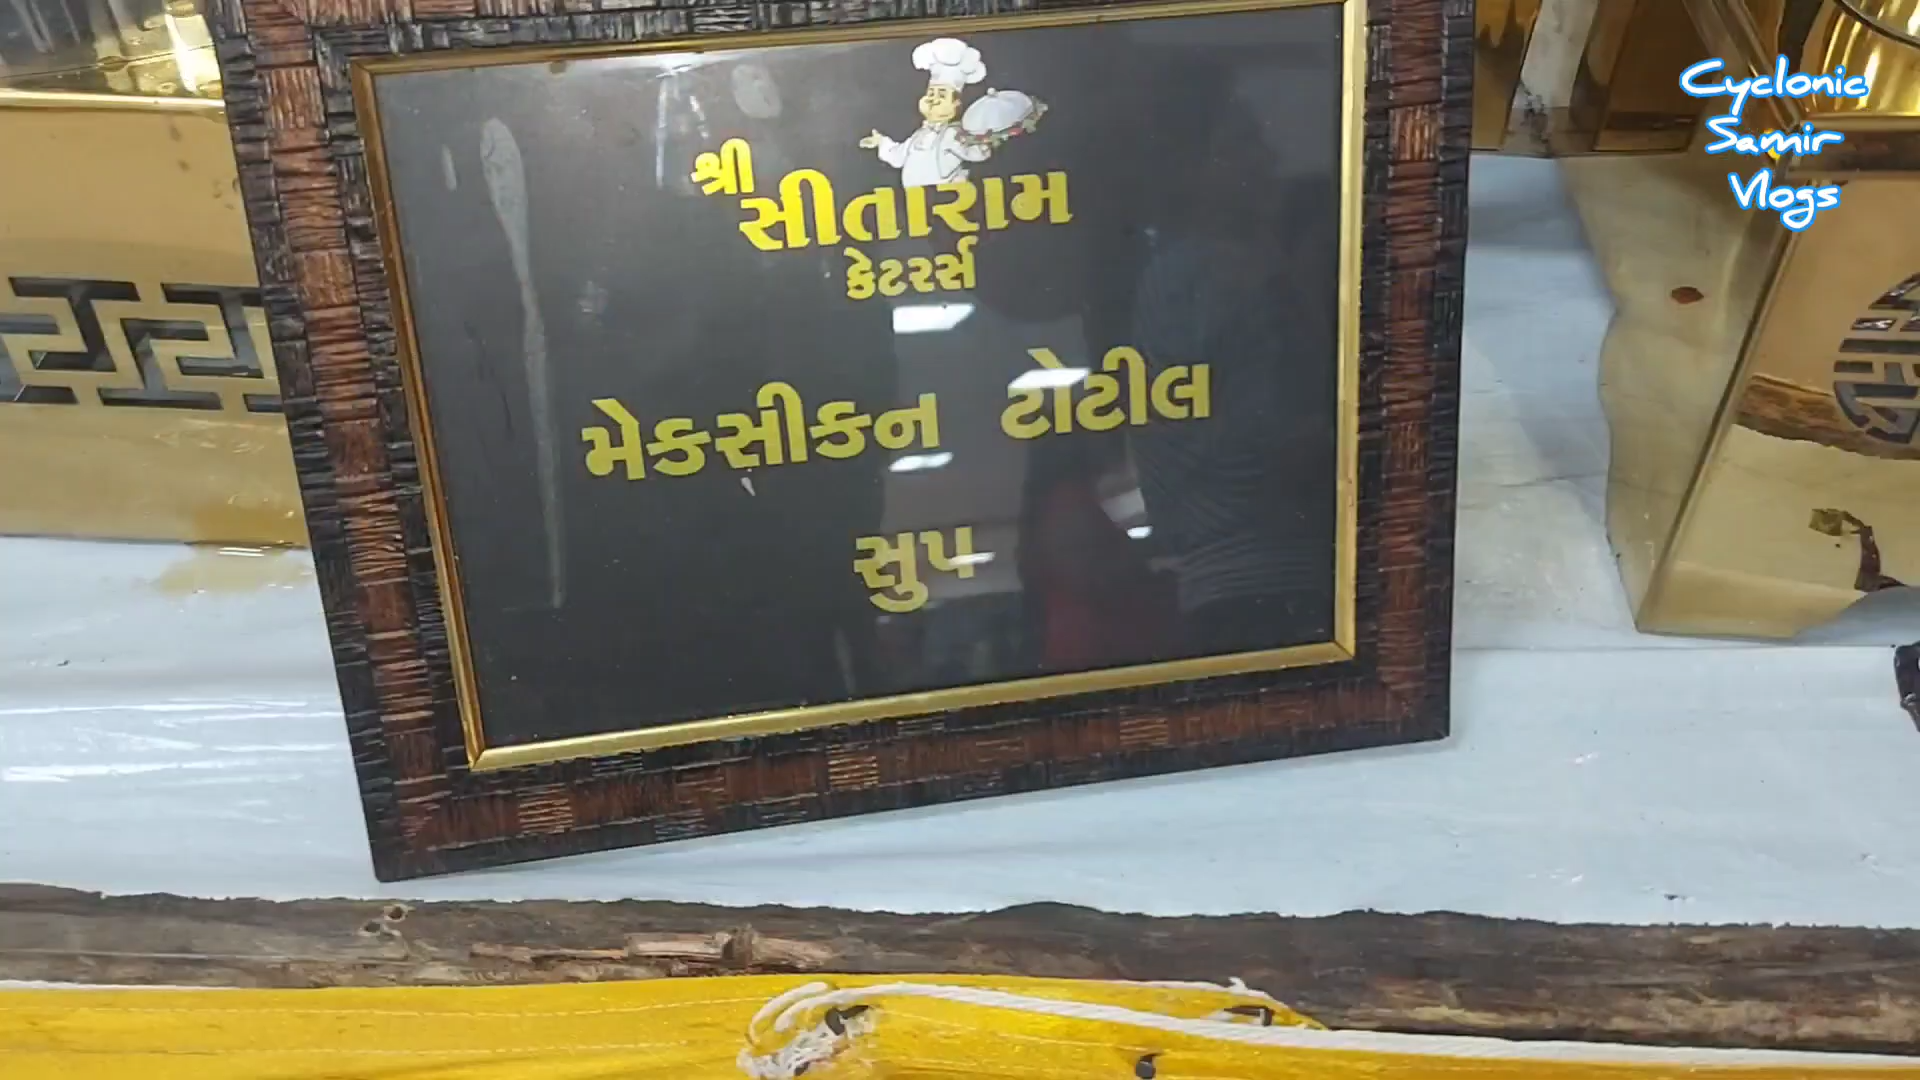 શ્રી
સીતારામ
કેટરર્સ
મેકસીકન ટોટીલ
સુપ
Cyclonic
Samir
Vlogs